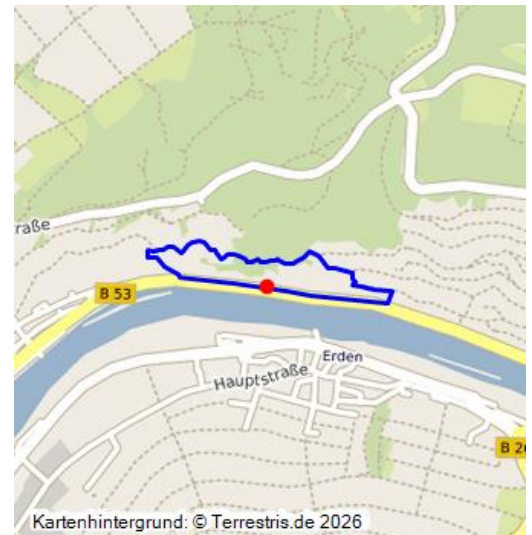 raße
B 53
Erden
Hauptstraße
B 2
Kartenhintergrund: © Terrestris.de 2026